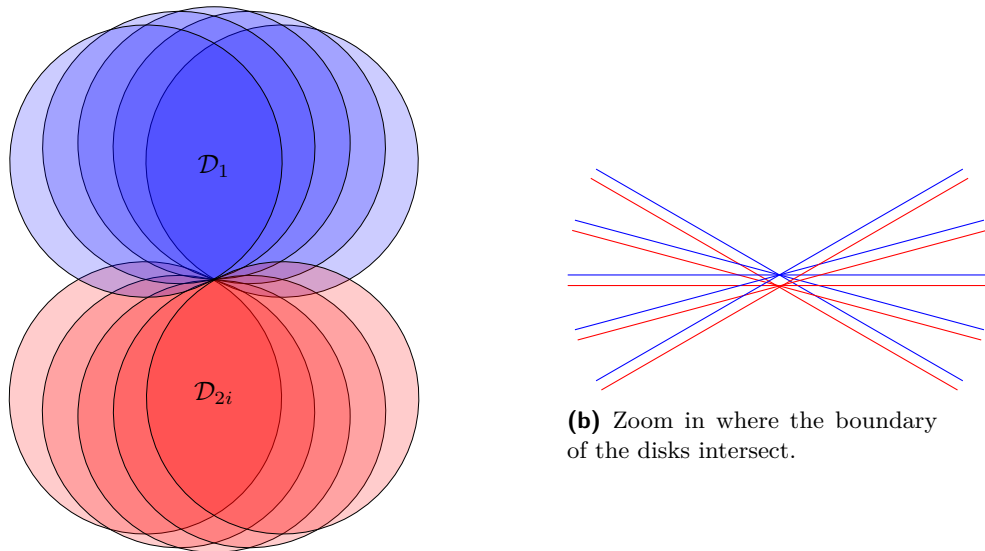 𝒟₁
𝒟₂ᵢ
(b) Zoom in where the boundary
of the disks intersect.